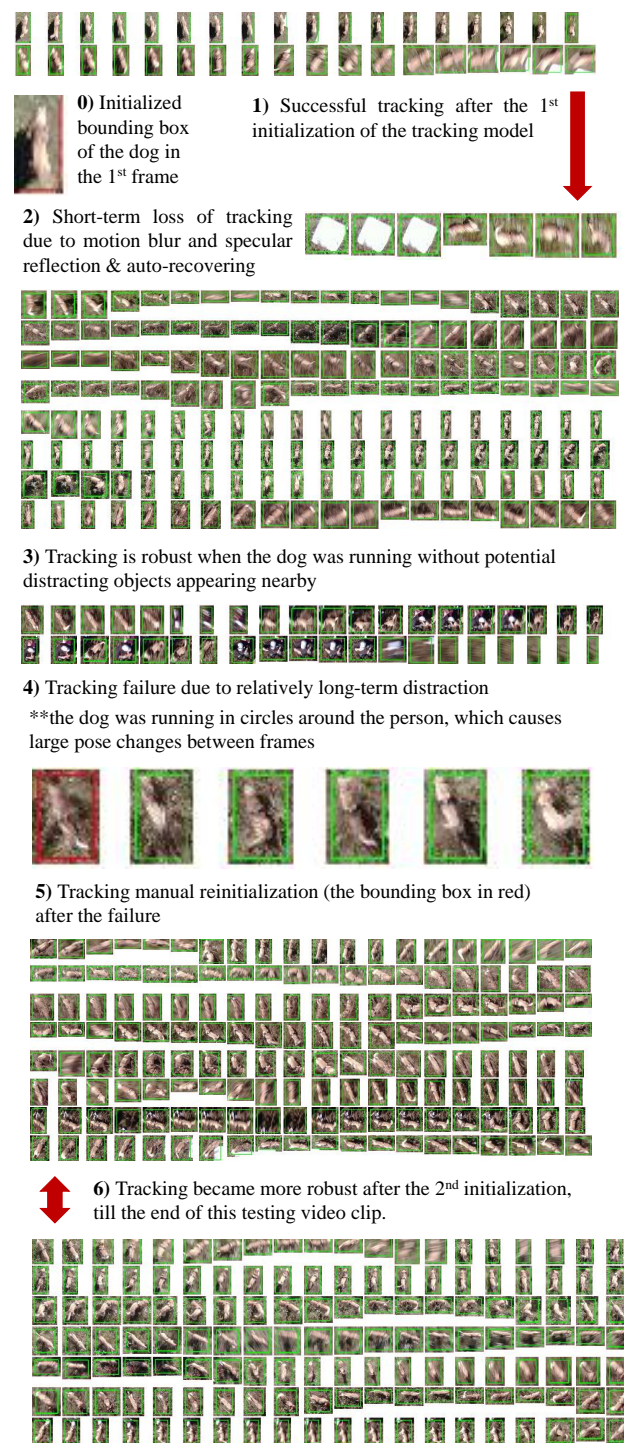 0) Initialized
bounding box
of the dog in
the 1st frame
1) Successful tracking after the 1st
initialization of the tracking model
2) Short-term loss of tracking
due to motion blur and specular
reflection & auto-recovering
3) Tracking is robust when the dog was running without potential
distracting objects appearing nearby
4) Tracking failure due to relatively long-term distraction
**the dog was running in circles around the person, which causes
large pose changes between frames
5) Tracking manual reinitialization (the bounding box in red)
after the failure
6) Tracking became more robust after the 2nd initialization,
till the end of this testing video clip.